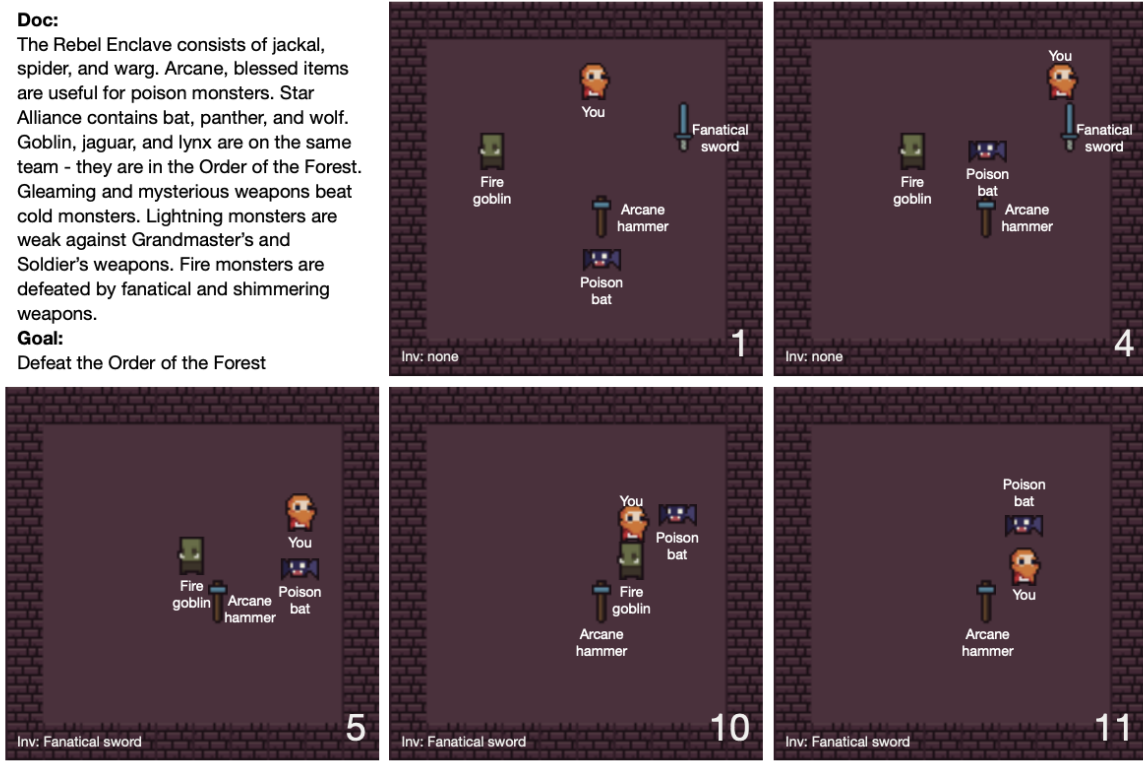 Doc:
The Rebel Enclave consists of jackal,
spider, and warg. Arcane, blessed items
are useful for poison monsters. Star
Alliance contains bat, panther, and wolf.
Goblin, jaguar, and lynx are on the same
team - they are in the Order of the Forest.
Gleaming and mysterious weapons beat
cold monsters. Lightning monsters are
weak against Grandmaster's and
Soldier's weapons. Fire monsters are
defeated by fanatical and shimmering
weapons.
Goal:
Defeat the Order of the Forest
You
Fanatical
sword
Fire
goblin
Arcane
hammer
Poison
bat
Inv: none
1
You
Fanatical
sword
Fire
goblin
Poison
bat
Arcane
hammer
Inv: none
4
You
Fire
goblin
Arcane
hammer
Poison
bat
Inv: Fanatical sword
5
You
Poison
bat
Fire
goblin
Arcane
hammer
Inv: Fanatical sword
10
Poison
bat
You
Arcane
hammer
Inv: Fanatical sword
11